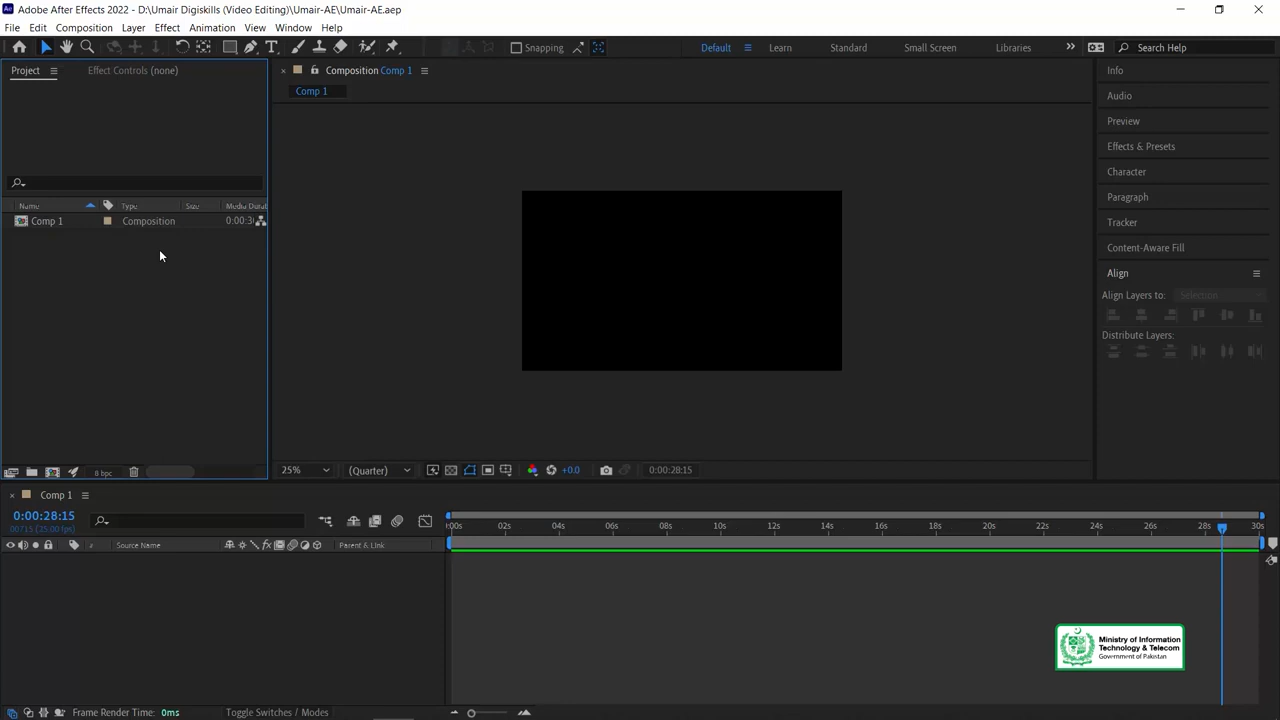 Adobe After Effects 2022 - D:\Umair Digiskills (Video Editing)\Umair-AE\Umair-AE.aep
File Edit Composition Layer Effect Animation View Window Help
Snapping
Default Learn Standard Small Screen Libraries Search Help
Project Effect Controls (none)
Composition Comp 1
Comp 1
Name Type Size Media Durat
Comp 1 Composition 0:00:3
8 bpc
25% (Quarter) +0.0 0:00:28:15
Info
Audio
Preview
Effects & Presets
Character
Paragraph
Tracker
Content-Aware Fill
Align
Align Layers to: Selection
Distribute Layers:
Comp 1
0:00:28:15
00715 (25.00 fps)
:00s 02s 04s 06s 08s 10s 12s 14s 16s 18s 20s 22s 24s 26s 28s 30s
# Source Name Parent & Link
Ministry of Information
Technology & Telecom
Government of Pakistan
Frame Render Time: 0ms Toggle Switches / Modes